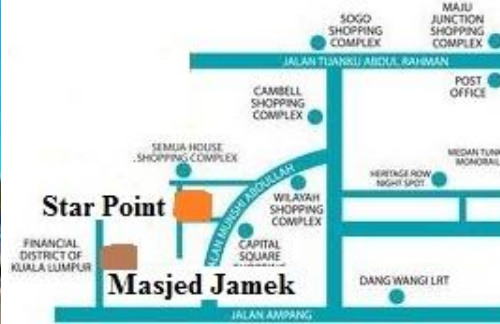 MAJU
JUNCTION
SHOPPING
COMPLEX
SOGO
SHOPPING
COMPLEX
JALAN TUANKU ABDUL RAHMAN
POST
OFFICE
CAMBELL
SHOPPING
COMPLEX
SEMUA HOUSE
SHOPPING COMPLEX
MEDAN TUNK
MONORAIL
HERITAGE ROW
NIGHT SPOT
JALAN MUNSHI ABDULLAH
Star Point
WILAYAH
SHOPPING
COMPLEX
FINANCIAL
DISTRICT OF
KUALA LUMPUR
CAPITAL
SQUARE
Masjed Jamek
DANG WANGI LRT
JALAN AMPANG